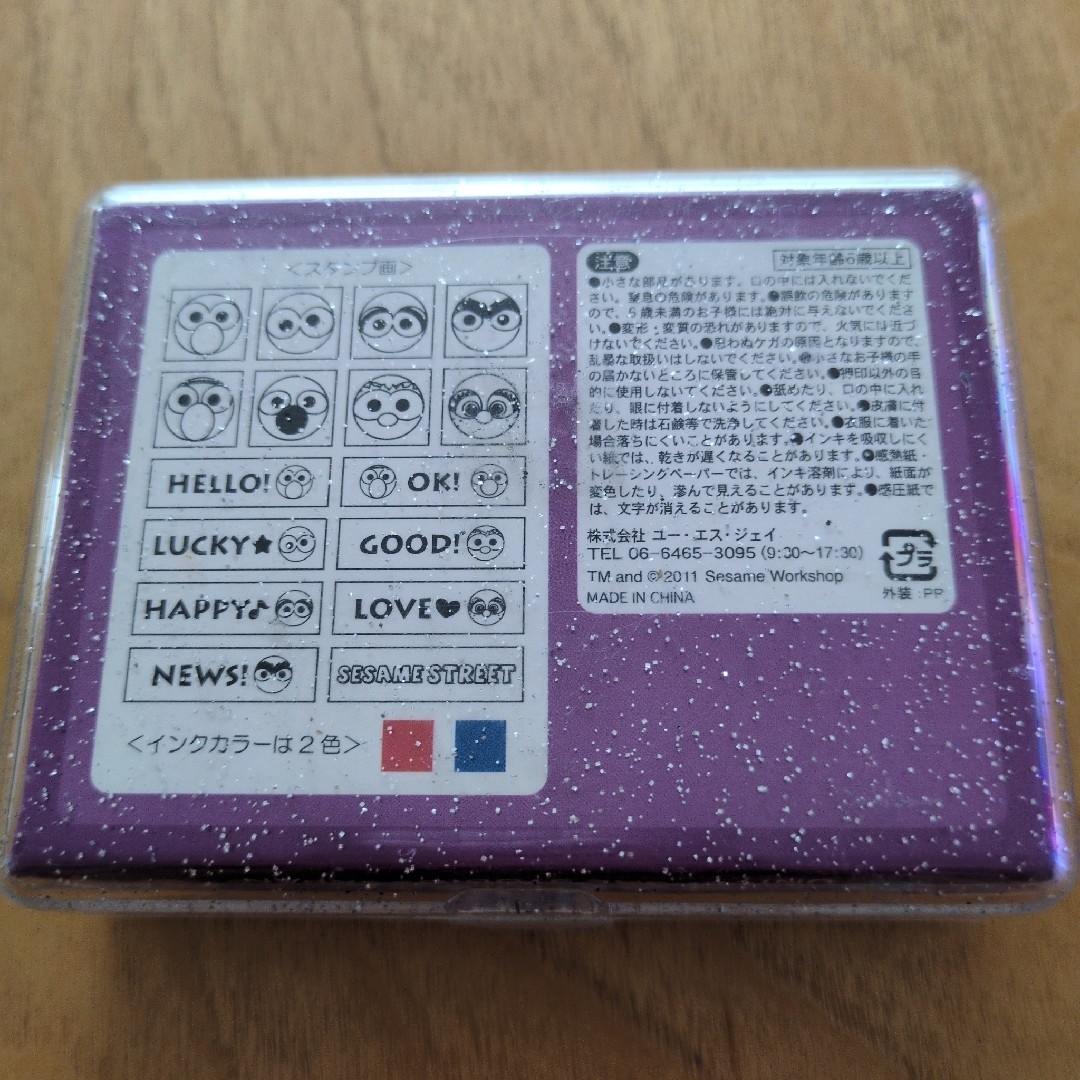 <スタンプ画>
HELLO!
OK!
LUCKY★
GOOD!
HAPPY♪
LOVE♥
NEWS!
SESAME STREET
<インクカラーは2色>
注意
対象年齢6歳以上
●小さな部品があります。口の中には入れないでくだ
さい。窒息の危険があります。●誤飲の危険があります
ので、6歳未満のお子様には絶対に与えないでくださ
い。●変形・変質の恐れがありますので、火気には近づ
けないでください。●思わぬケガの原因となりますので、
乱暴な取扱いはしないでください。●小さなお子様の手
の届かないところに保管してください。●押印以外の目
的に使用しないでください。●舐めたり、口の中に入れ
たり、眼に付着しないようにしてください。●皮膚に付
着した時は石鹸等で洗浄してください。●衣服に着いた
場合落ちにくいことがあります。●インキを吸収しにく
い紙では、乾きが遅くなることがあります。●感熱紙・
トレーシングペーパーでは、インキ溶剤により、紙面が
変色したり、滲んで見えることがあります。●感圧紙で
は、文字が消えることがあります。
株式会社 ユー・エス・ジェイ
TEL 06-6465-3095(9:30～17:30)
TM and ©2011 Sesame Workshop
MADE IN CHINA
プラ
外装:PP